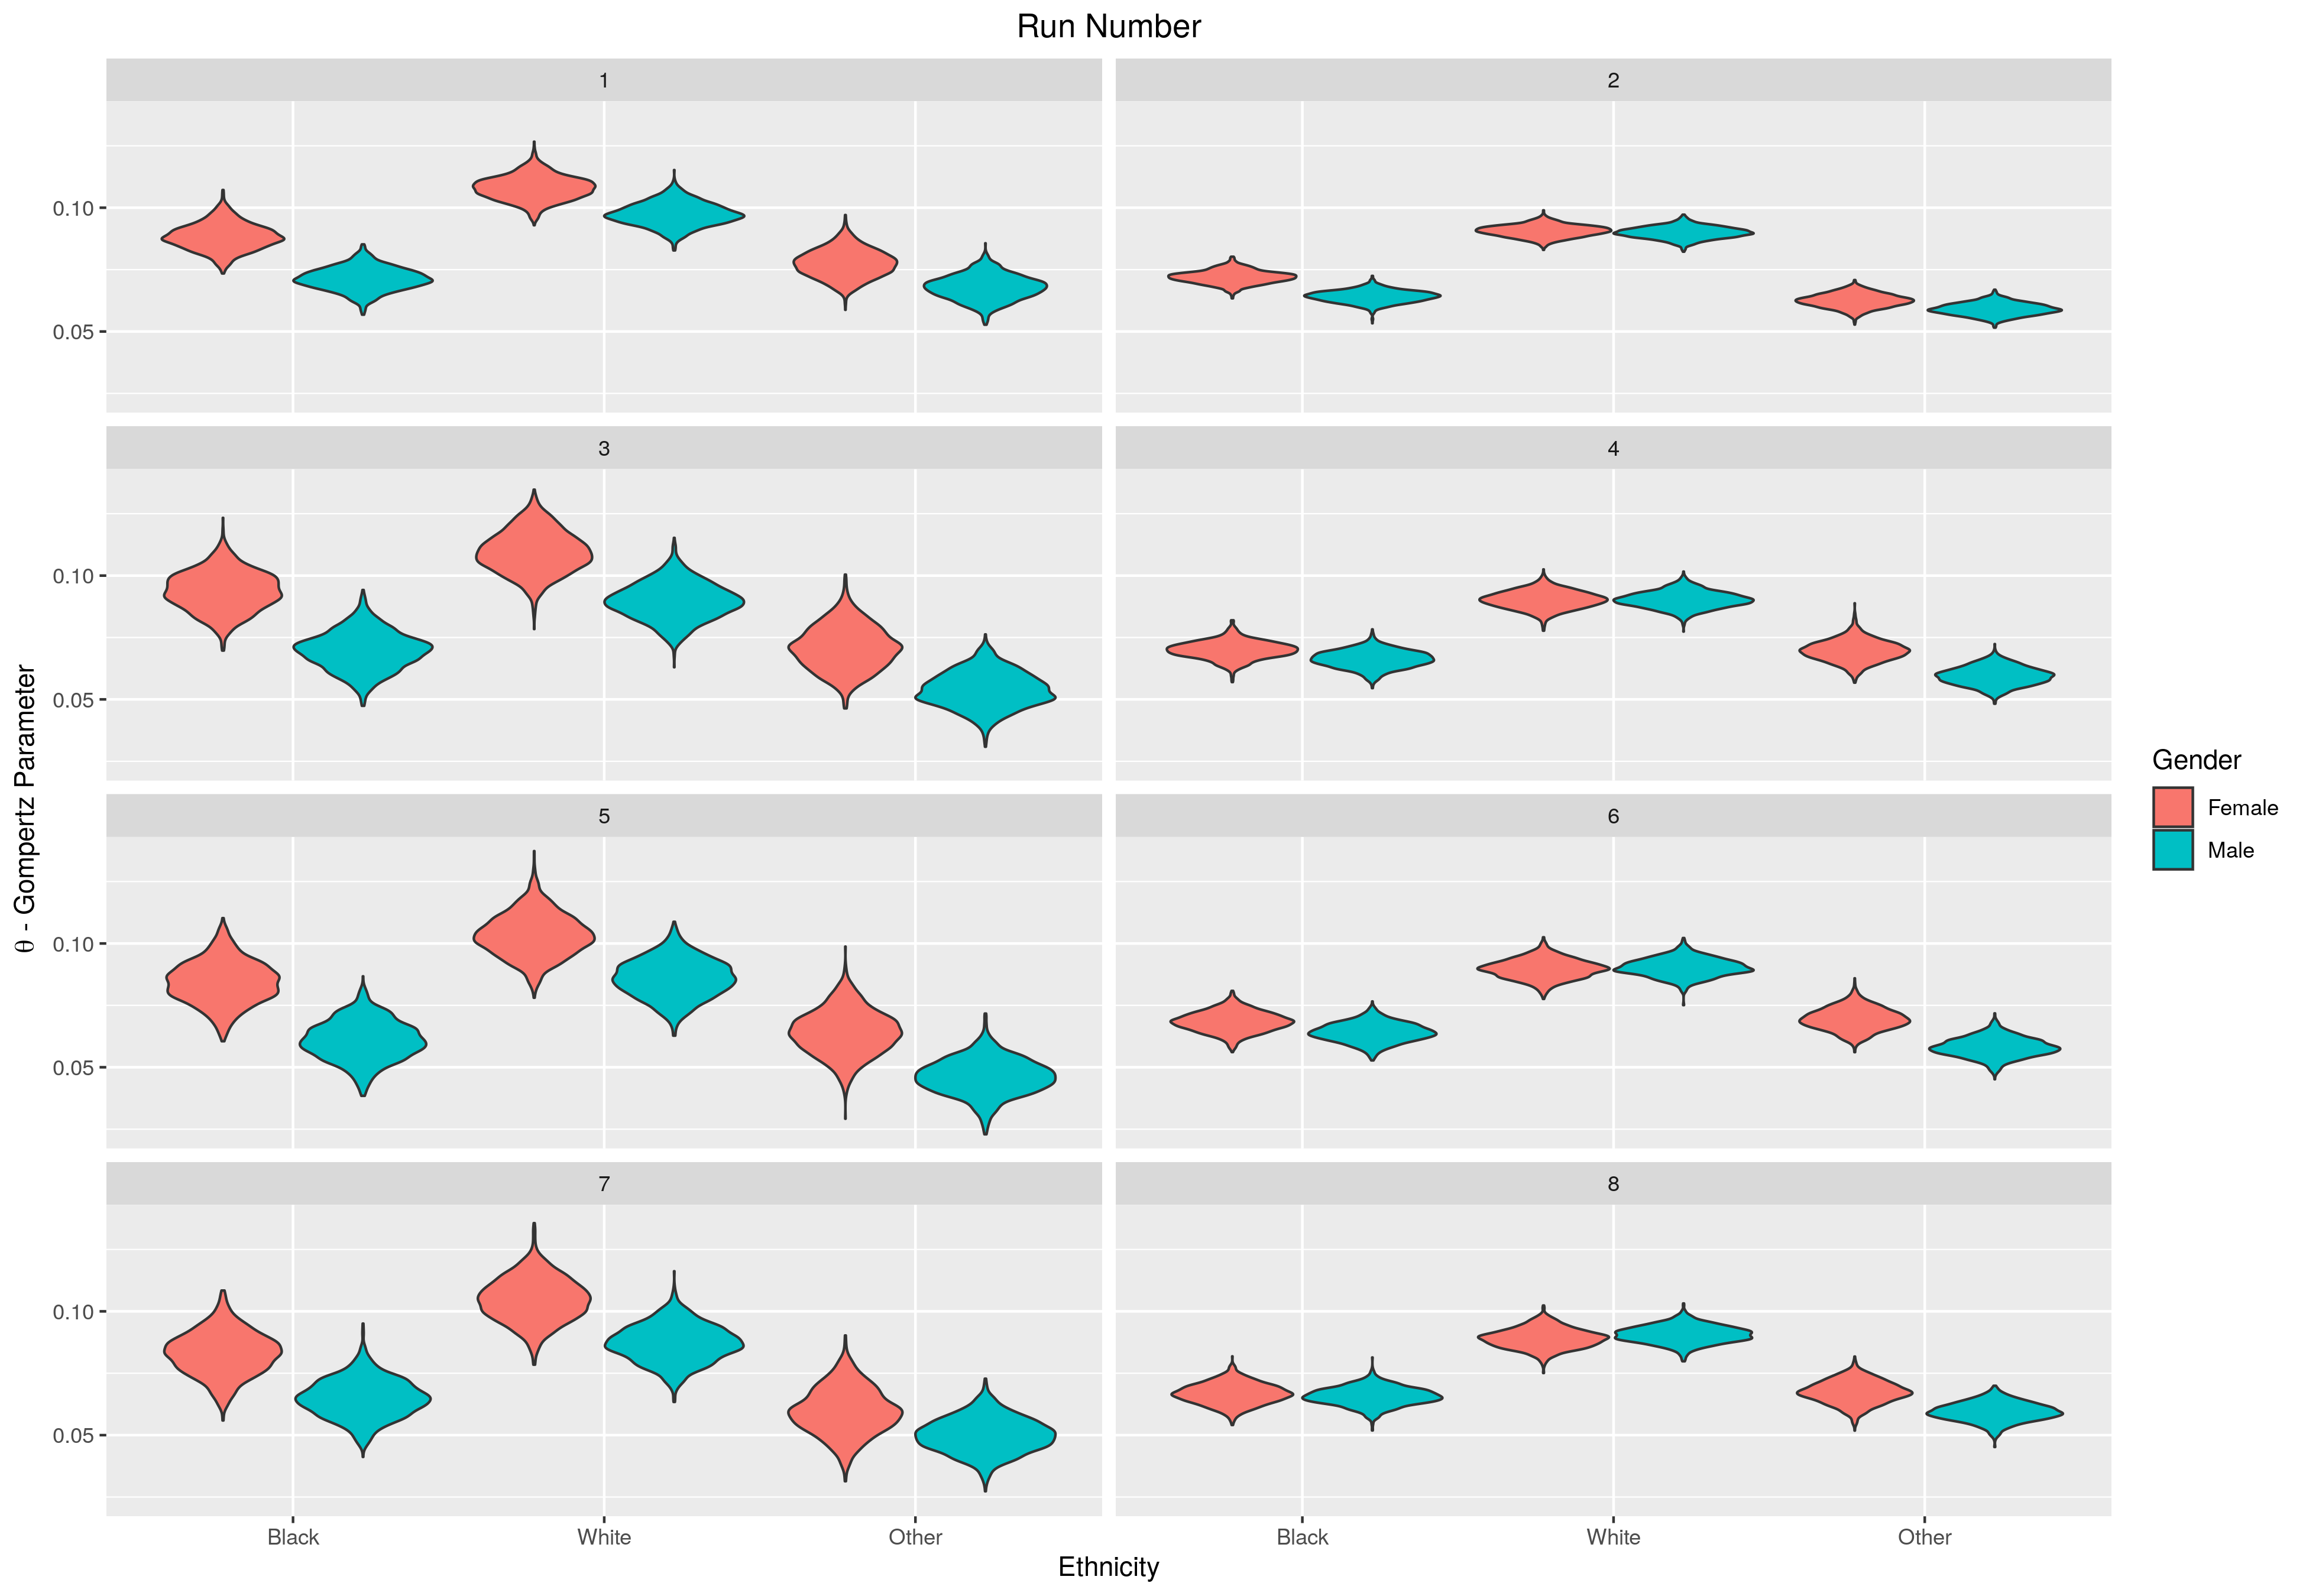 Run Number
1
2
0.10
0.05
3
4
0.10
0.05
5
6
0.10
0.05
7
8
0.10
0.05
Black
White
Other
Black
White
Other
Ethnicity
θ - Gompertz Parameter
Gender
Female
Male